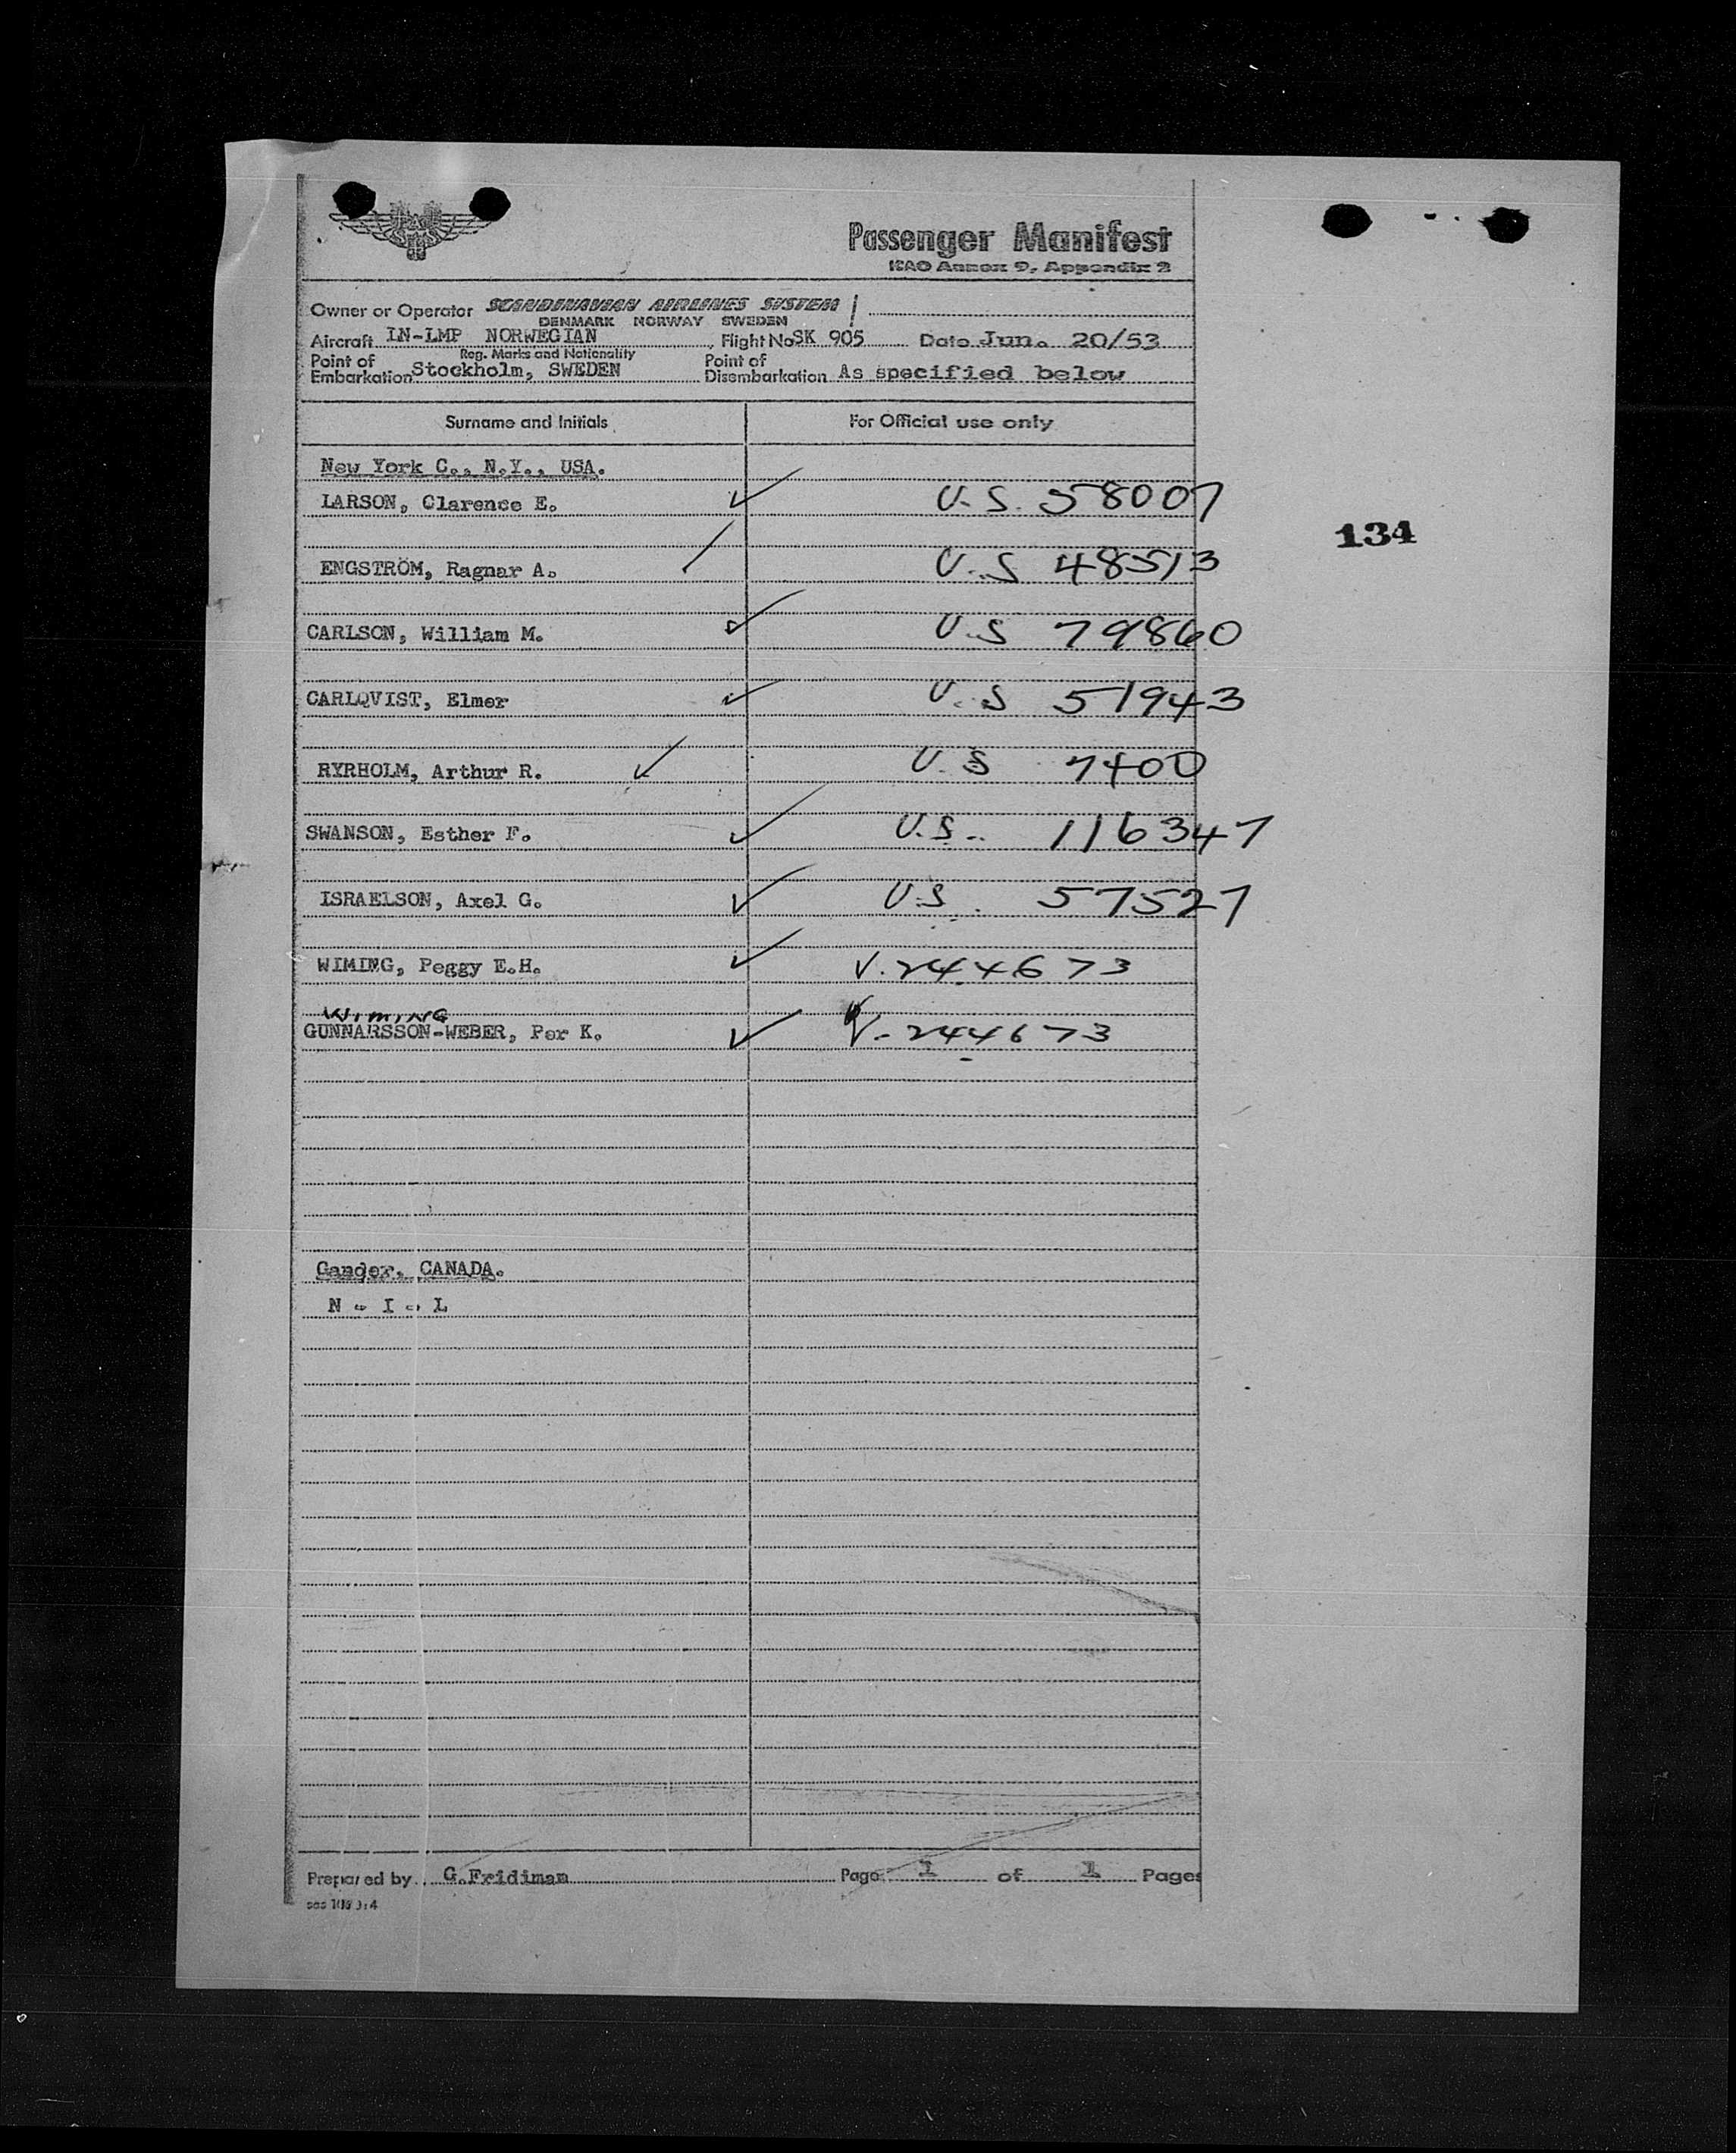 Passenger Manifest
ICAO Annex 9, Appendix 2
Owner or Operator SCANDINAVIAN AIRLINES SYSTEM
DENMARK NORWAY SWEDEN
Aircraft IN-LMP NORWEGIAN Flight No SK 905 Date Jun. 20/53
Reg. Marks and Nationality
Point of Embarkation Stockholm, SWEDEN Point of Disembarkation As specified below
Surname and Initials For Official use only
New York C., N.Y., USA.
LARSON, Clarence E. U.S. 58007
134
ENGSTRÖM, Ragnar A. U.S 48513
CARLSON, William M. U.S 79860
CARLQVIST, Elmer U.S 51943
RYRHOLM, Arthur R. U.S 7400
SWANSON, Esther F. U.S. 116347
ISRAELSON, Axel G. U.S 57527
WIMING, Peggy E.H. V.244673
WIMING
GUNNARSSON-WEBER, Per K. V-244673
Gander, CANADA.
N - I - L
Prepared by G.Fridiman Page 1 of 1 Pages